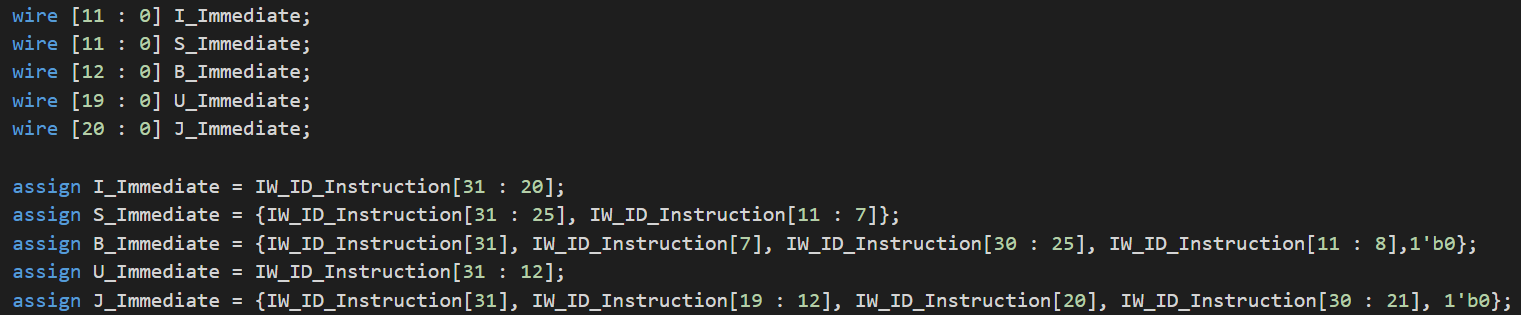 wire [11 : 0] I_Immediate;
wire [11 : 0] S_Immediate;
wire [12 : 0] B_Immediate;
wire [19 : 0] U_Immediate;
wire [20 : 0] J_Immediate;
assign I_Immediate = IW_ID_Instruction[31 : 20];
assign S_Immediate = {IW_ID_Instruction[31 : 25], IW_ID_Instruction[11 : 7]};
assign B_Immediate = {IW_ID_Instruction[31], IW_ID_Instruction[7], IW_ID_Instruction[30 : 25], IW_ID_Instruction[11 : 8],1'b0};
assign U_Immediate = IW_ID_Instruction[31 : 12];
assign J_Immediate = {IW_ID_Instruction[31], IW_ID_Instruction[19 : 12], IW_ID_Instruction[20], IW_ID_Instruction[30 : 21], 1'b0};